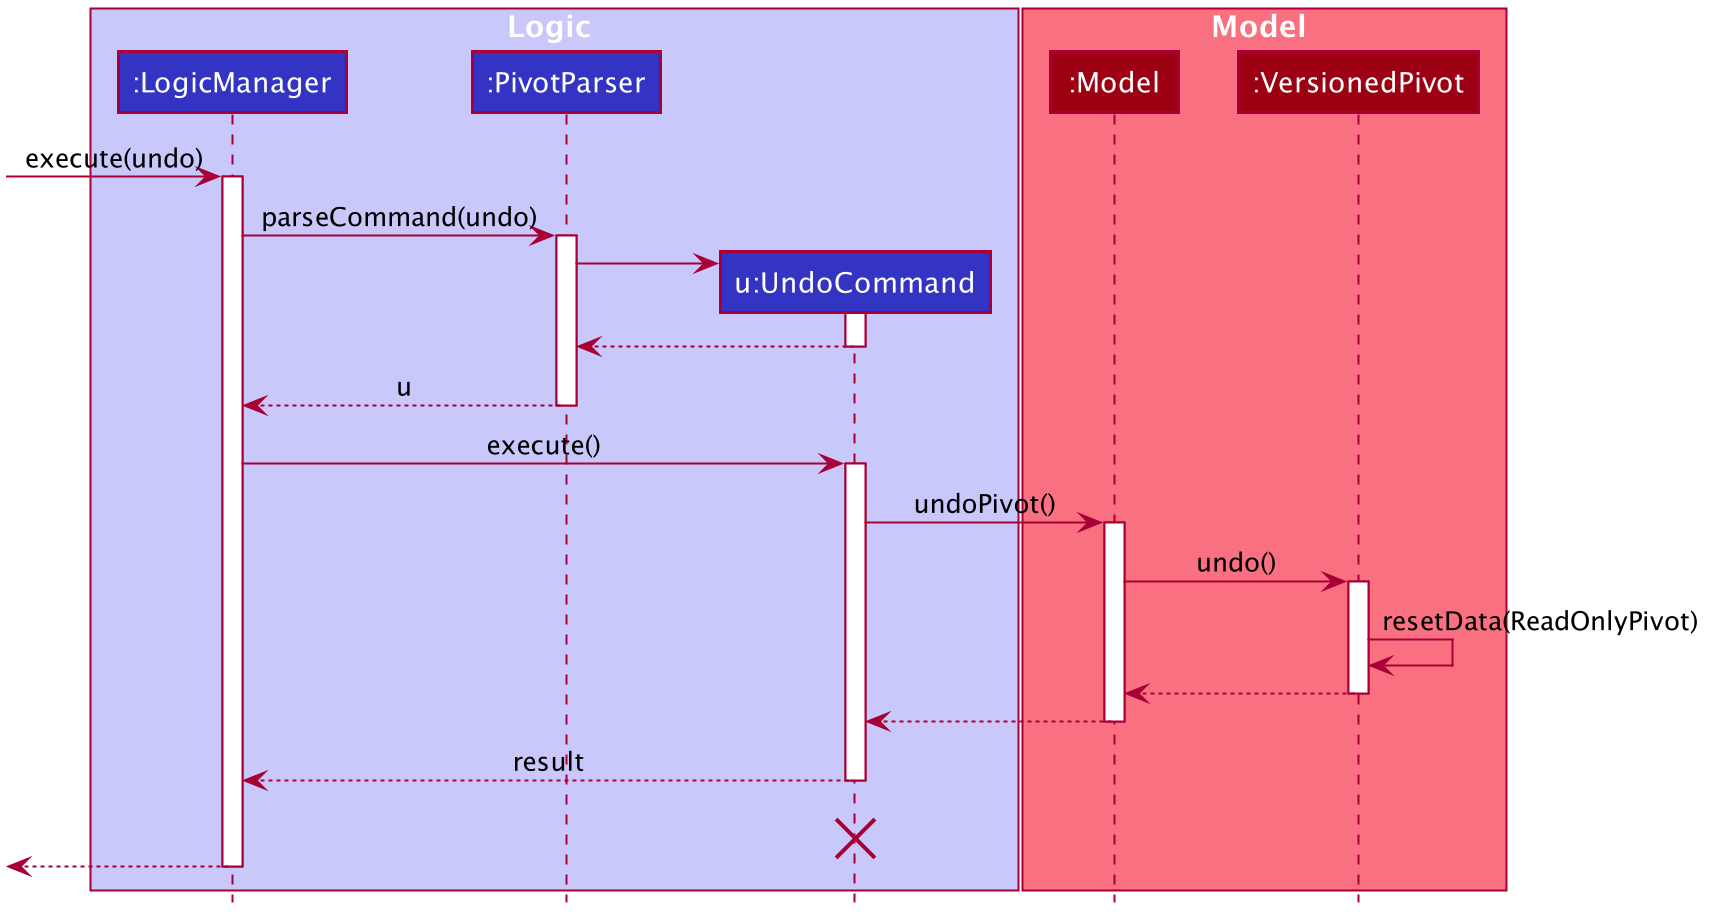 Logic
Model
:LogicManager
:PivotParser
:Model
:VersionedPivot
execute(undo)
parseCommand(undo)
u:UndoCommand
u
execute()
undoPivot()
undo()
resetData(ReadOnlyPivot)
result